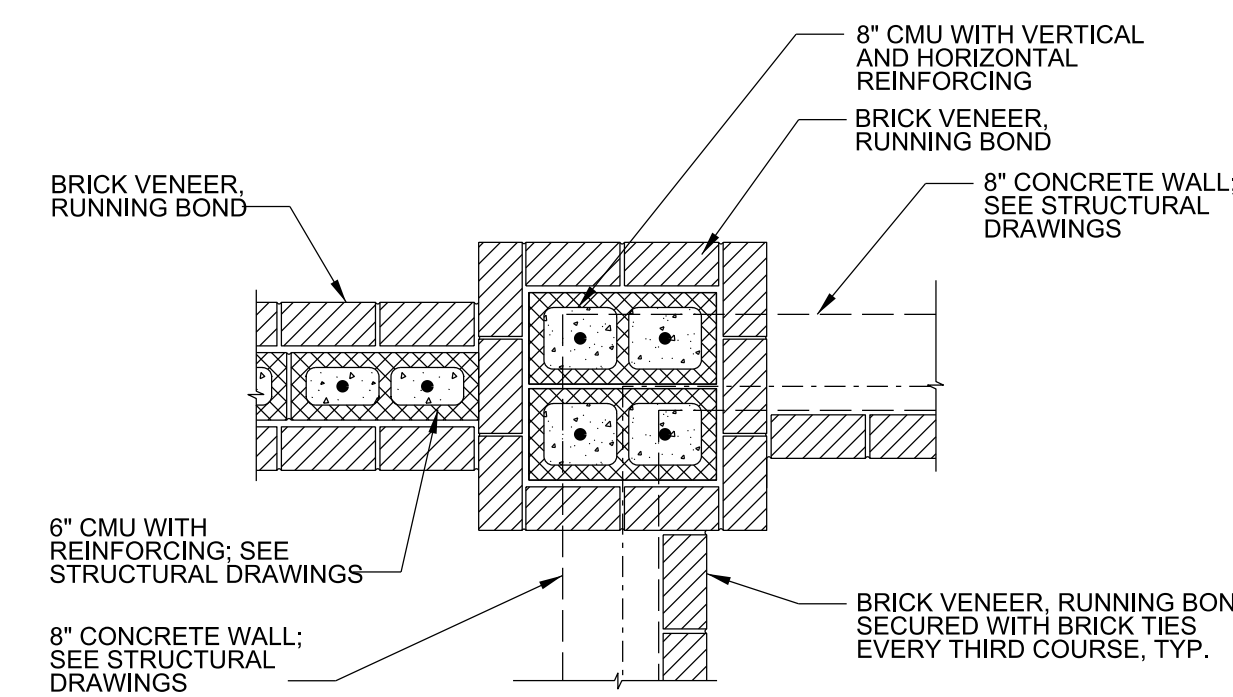 8" CMU WITH VERTICAL
AND HORIZONTAL
REINFORCING
BRICK VENEER,
RUNNING BOND
8" CONCRETE WALL;
SEE STRUCTURAL
DRAWINGS
BRICK VENEER,
RUNNING BOND
6" CMU WITH
REINFORCING; SEE
STRUCTURAL DRAWINGS
8" CONCRETE WALL;
SEE STRUCTURAL
DRAWINGS
BRICK VENEER, RUNNING BON
SECURED WITH BRICK TIES
EVERY THIRD COURSE, TYP.